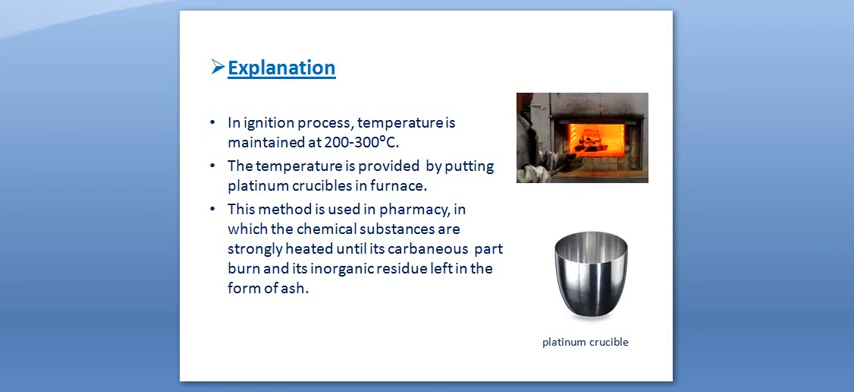 Explanation
In ignition process, temperature is
maintained at 200-300⁰C.
The temperature is provided by putting
platinum crucibles in furnace.
This method is used in pharmacy, in
which the chemical substances are
strongly heated until its carbaneous part
burn and its inorganic residue left in the
form of ash.
platinum crucible